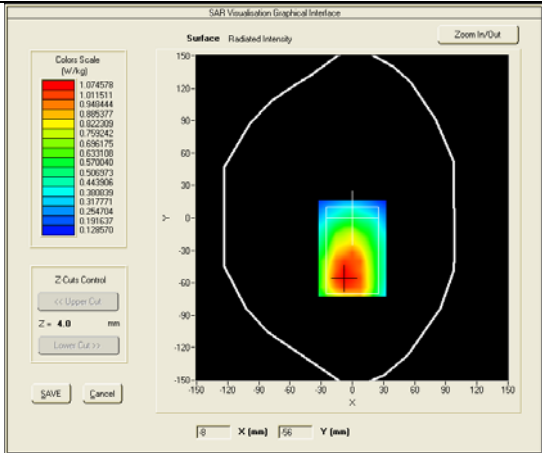 SAR Visualisation Graphical Interface
Surface Radiated Intensity
Zoom In/Out
Colors Scale
(W/kg)
1.074578
1.011511
0.948444
0.885377
0.822309
0.759242
0.696175
0.633108
0.570040
0.506973
0.443906
0.380839
0.317771
0.254704
0.191637
0.128570
Z-Cuts Control
<< Upper Cut
Z = 4.0 mm
Lower Cut >>
SAVE Cancel
150-
90-
60-
30-
Y 0-
-30-
-60-
-90-
-120-
-150-
-150 -120 -90 -60 -30 0 30 60 90 120 150
X
-8 X (mm) -56 Y (mm)